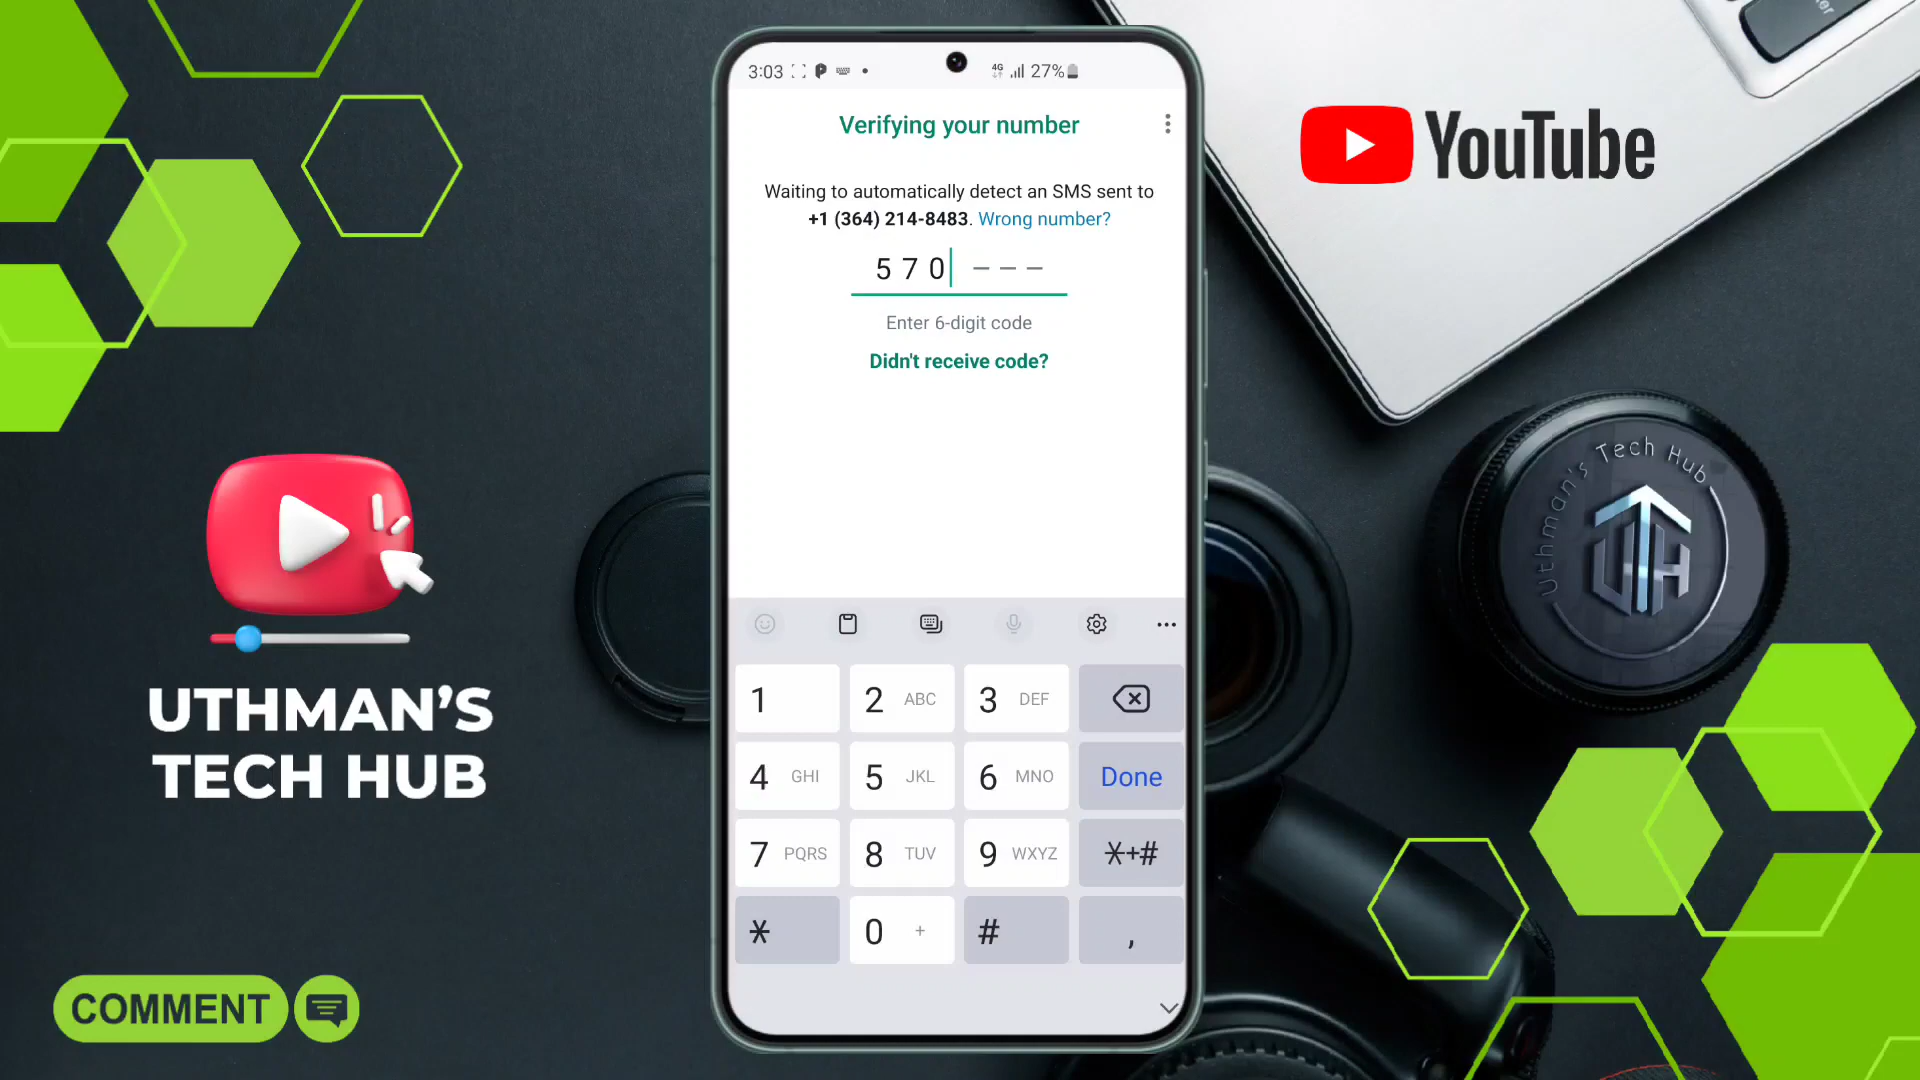 3:03
4G
27%
Verifying your number
Waiting to automatically detect an SMS sent to
+1 (364) 214-8483. Wrong number?
5 7 0 – – –
Enter 6-digit code
Didn't receive code?
1
2 ABC
3 DEF
4 GHI
5 JKL
6 MNO
Done
7 PQRS
8 TUV
9 WXYZ
*+#
*
0 +
#
,
YouTube
Uthman's Tech Hub
UTH
UTHMAN'S
TECH HUB
COMMENT